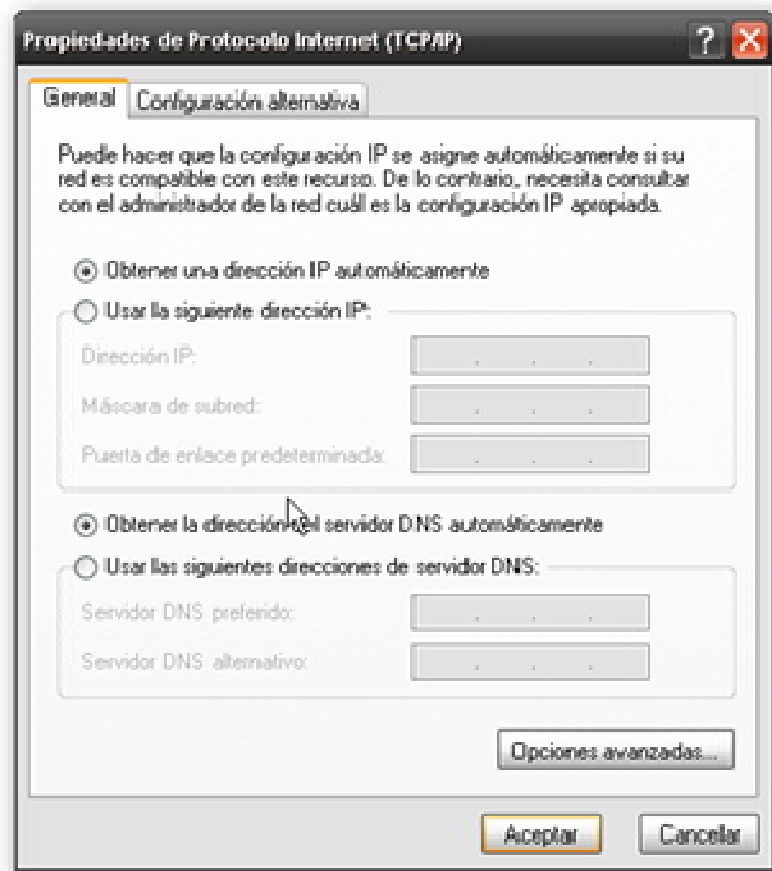 Propiedades de Protocolo Internet (TCP/IP)
General
Configuración alternativa
Puede hacer que la configuración IP se asigne automáticamente si su
red es compatible con este recurso. De lo contrario, necesita consultar
con el administrador de la red cuál es la configuración IP apropiada.
Obtener una dirección IP automáticamente
Usar la siguiente dirección IP:
Dirección IP:
Máscara de subred:
Puerta de enlace predeterminada:
Obtener la dirección del servidor DNS automáticamente
Usar las siguientes direcciones de servidor DNS:
Servidor DNS preferido:
Servidor DNS alternativo:
Opciones avanzadas...
Aceptar
Cancelar